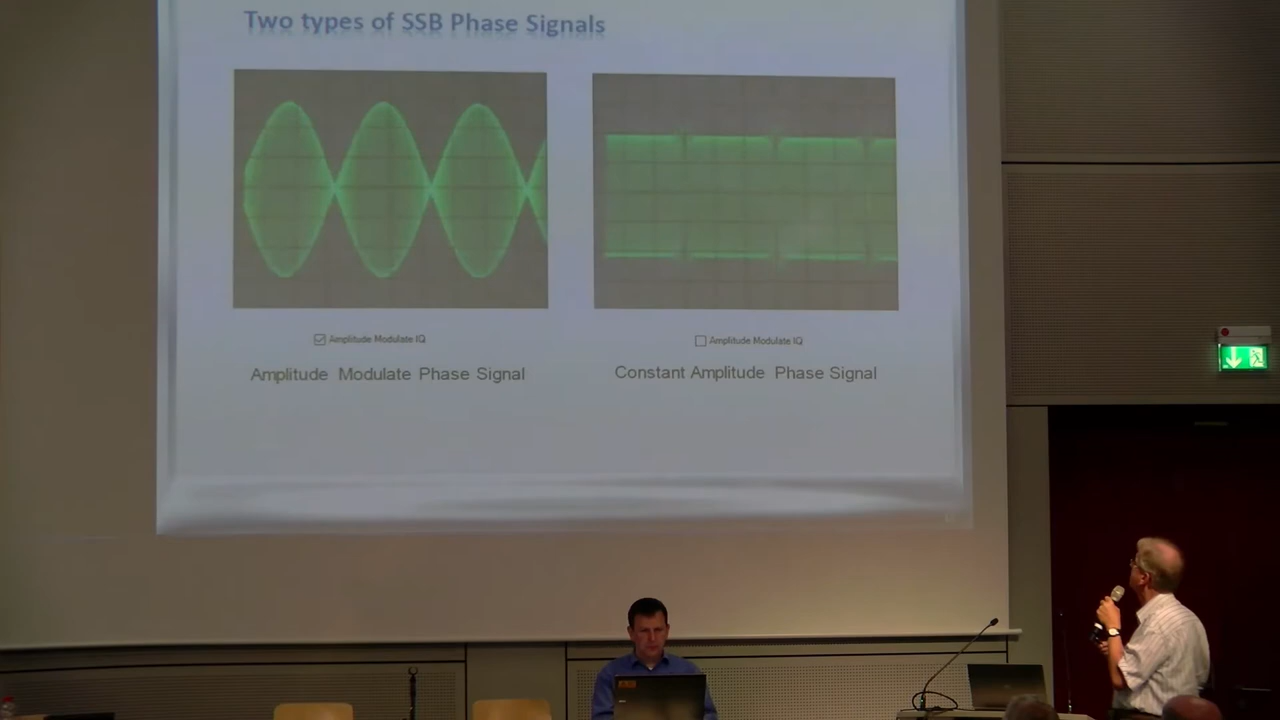 Two types of SSB Phase Signals
Amplitude Modulate IQ
Amplitude Modulate IQ
Amplitude Modulate Phase Signal
Constant Amplitude Phase Signal